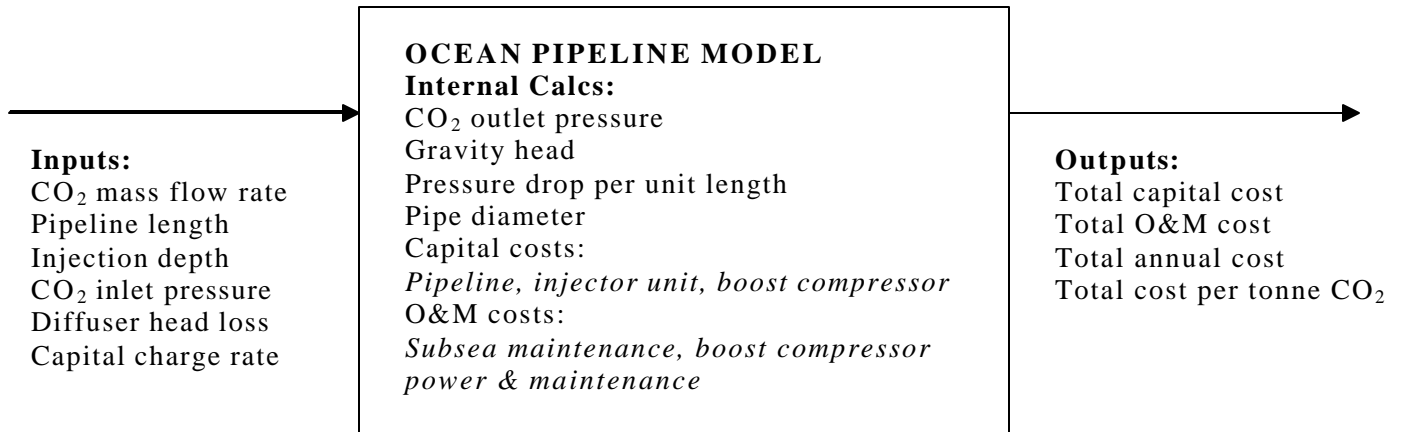 OCEAN PIPELINE MODEL
Internal Calcs:
CO₂ outlet pressure
Gravity head
Pressure drop per unit length
Pipe diameter
Capital costs:
Pipeline, injector unit, boost compressor
O&M costs:
Subsea maintenance, boost compressor
power & maintenance
Inputs:
CO₂ mass flow rate
Pipeline length
Injection depth
CO₂ inlet pressure
Diffuser head loss
Capital charge rate
Outputs:
Total capital cost
Total O&M cost
Total annual cost
Total cost per tonne CO₂